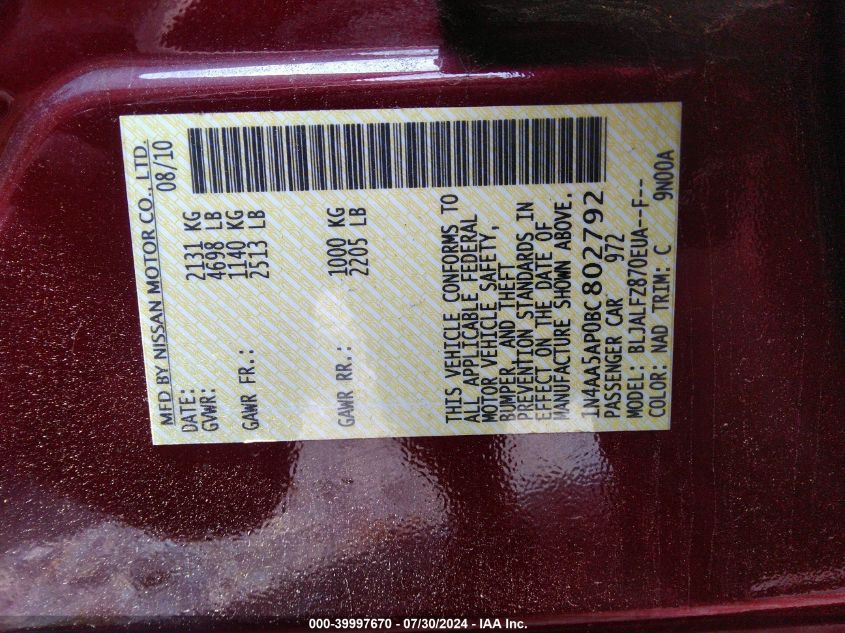 MFD BY NISSAN MOTOR CO., LTD.
DATE: 08/10
GVWR: 2131 KG
4698 LB
GAWR FR.: 1140 KG
2513 LB
GAWR RR.: 1000 KG
2205 LB
THIS VEHICLE CONFORMS TO
ALL APPLICABLE FEDERAL
MOTOR VEHICLE SAFETY,
BUMPER, AND THEFT
PREVENTION STANDARDS IN
EFFECT ON THE DATE OF
MANUFACTURE SHOWN ABOVE.
1N4AA5AP0BC802792
PASSENGER CAR 972
MODEL: BLJALFZ870EUA--F--
COLOR: NAD TRIM: C 9N00A
000-39997670 / 07/30/2024 - IAA Inc.